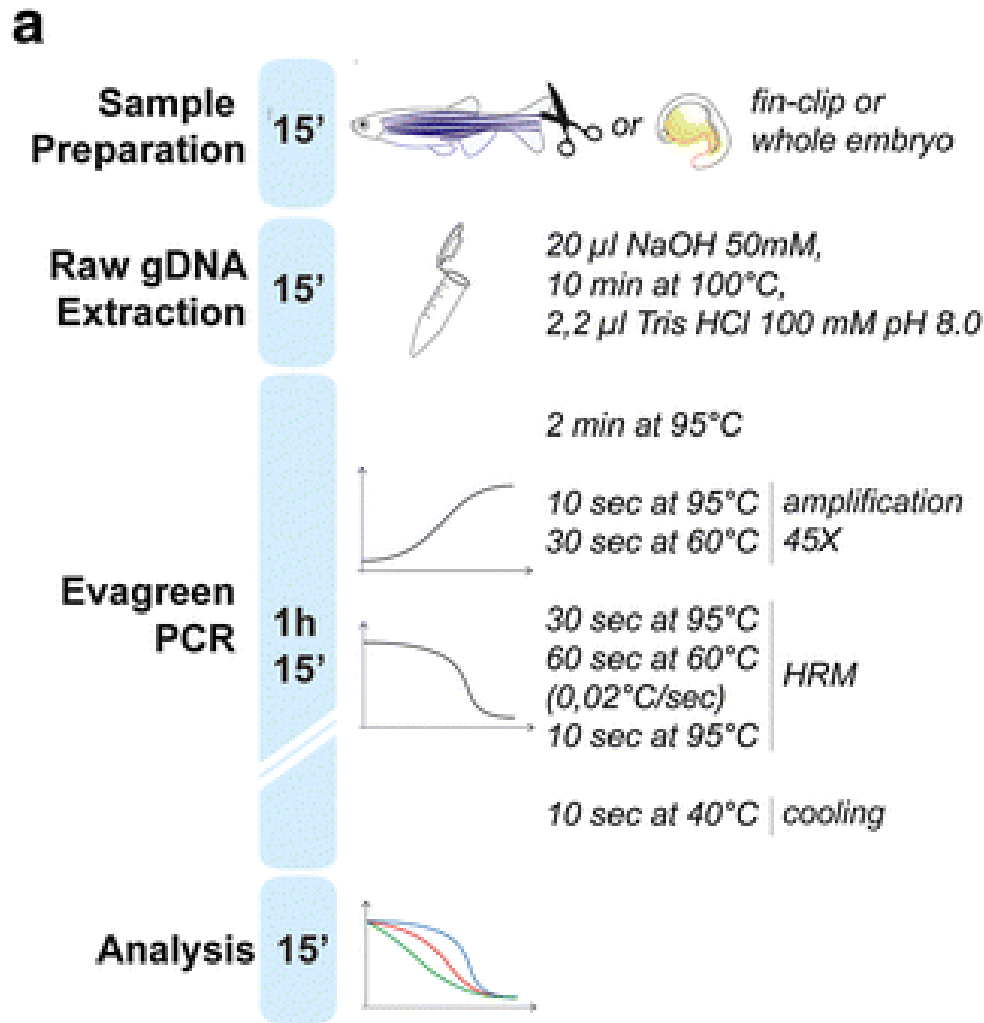 a
Sample
Preparation
15'
or
fin-clip or
whole embryo
Raw gDNA
Extraction
15'
20 µl NaOH 50mM,
10 min at 100°C,
2,2 µl Tris HCl 100 mM pH 8.0
Evagreen
PCR
1h
15'
2 min at 95°C
10 sec at 95°C
30 sec at 60°C
amplification
45X
30 sec at 95°C
60 sec at 60°C
(0,02°C/sec)
10 sec at 95°C
HRM
10 sec at 40°C
cooling
Analysis
15'